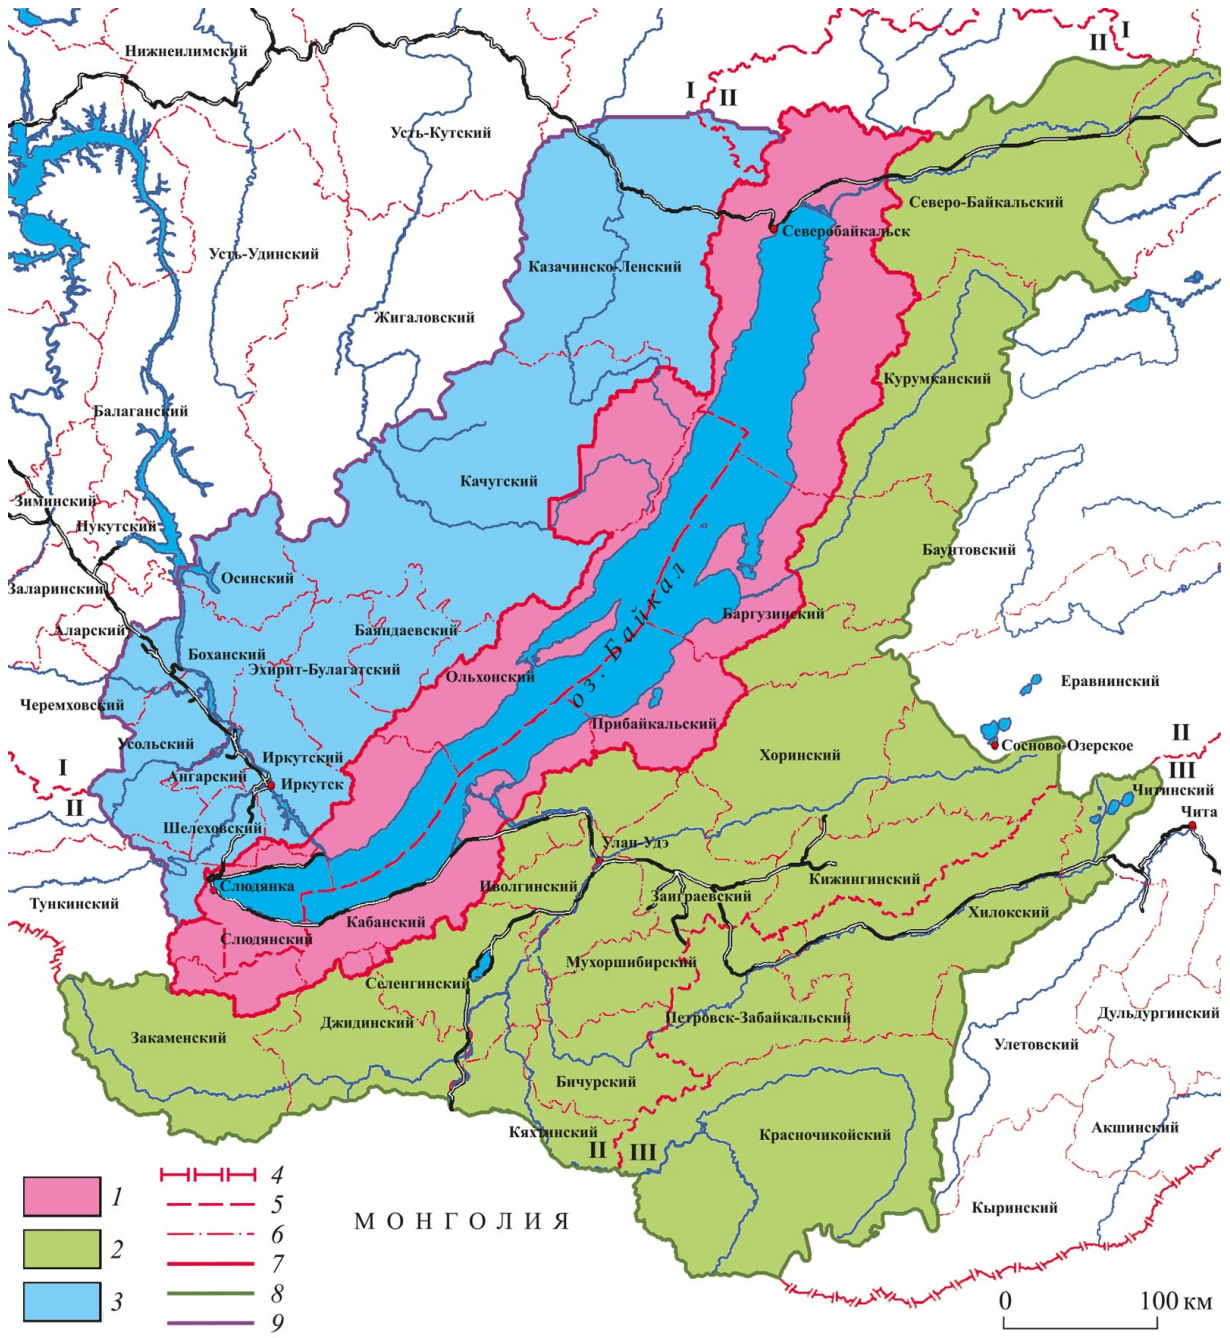 Нижнеилимский
II
I
I
II
Усть-Кутский
Северо-Байкальский
Северобайкальск
Усть-Удинский
Казачинско-Ленский
Жигаловский
Курумканский
Балаганский
Качугский
Зиминский
Нукутский
Баунтовский
Осинский
Заларинский
Баргузинский
Аларский
Баяндаевский
Боханский
Эхирит-Булагатский
Ольхонский
оз. Байкал
Еравнинский
Черемховский
Прибайкальский
Усольский
Сосново-Озерское
II
Иркутский
Хоринский
I
Ангарский
Иркутск
III
Читинский
II
Чита
Шелеховский
Улан-Удэ
Слюдянка
Иволгинский
Кижингинский
Тункинский
Заиграевский
Хилокский
Кабанский
Слюдянский
Мухоршибирский
Селенгинский
Джидинский
Петровск-Забайкальский
Дульдургинский
Закаменский
Улетовский
Бичурский
Кяхтинский
Красночикойский
Акшинский
II
III
МОНГОЛИЯ
Кыринский
1
2
3
4
5
6
7
8
9
0
100 км